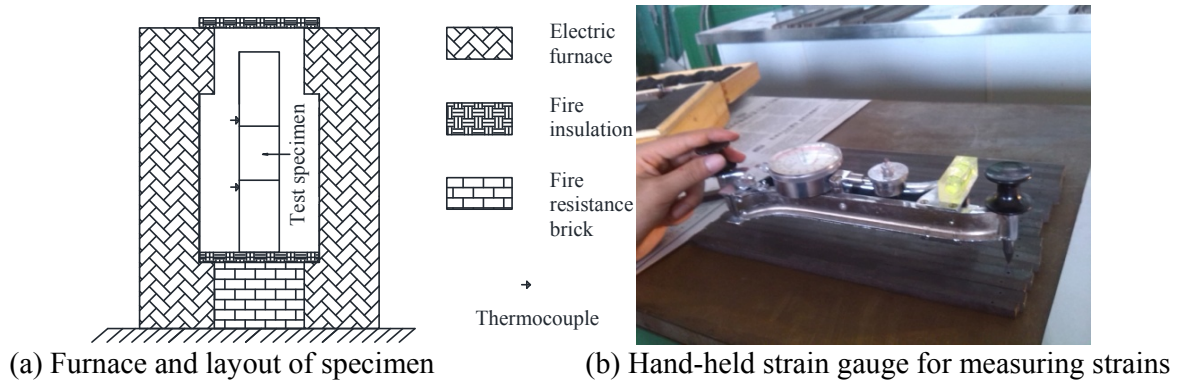 Electric
furnace
Fire
insulation
Fire
resistance
brick
Thermocouple
Test specimen
(a) Furnace and layout of specimen
(b) Hand-held strain gauge for measuring strains